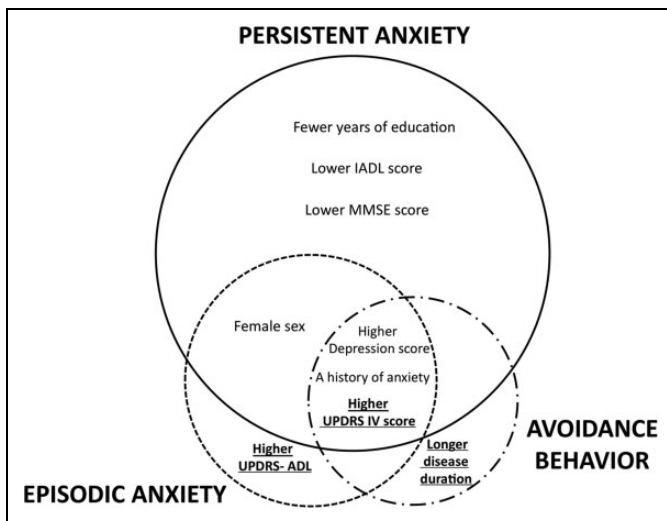 PERSISTENT ANXIETY
Fewer years of education
Lower IADL score
Lower MMSE score
Female sex
Higher
Depression score
A history of anxiety
Higher
UPDRS IV score
Higher
UPDRS- ADL
Longer
disease
duration
AVOIDANCE
BEHAVIOR
EPISODIC ANXIETY